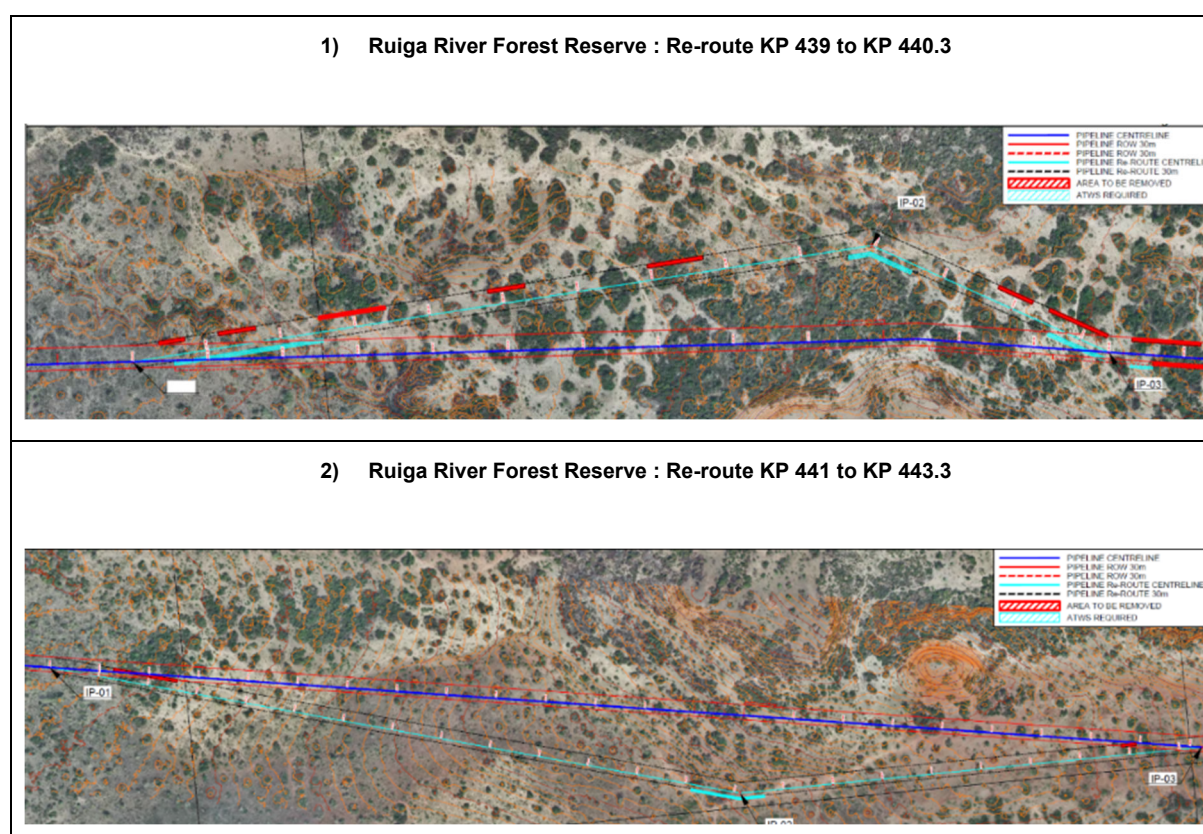 1) Ruiga River Forest Reserve : Re-route KP 439 to KP 440.3
PIPELINE CENTRELINE
PIPELINE ROW 30m
PIPELINE ROW 30m
PIPELINE Re-ROUTE CENTRELI
PIPELINE Re-ROUTE 30m
AREA TO BE REMOVED
ATWS REQUIRED
IP-02
IP-03
2) Ruiga River Forest Reserve : Re-route KP 441 to KP 443.3
PIPELINE CENTRELINE
PIPELINE ROW 30m
PIPELINE ROW 30m
PIPELINE Re-ROUTE CENTRELINE
PIPELINE Re-ROUTE 30m
AREA TO BE REMOVED
ATWS REQUIRED
IP-01
IP-03
IP-02